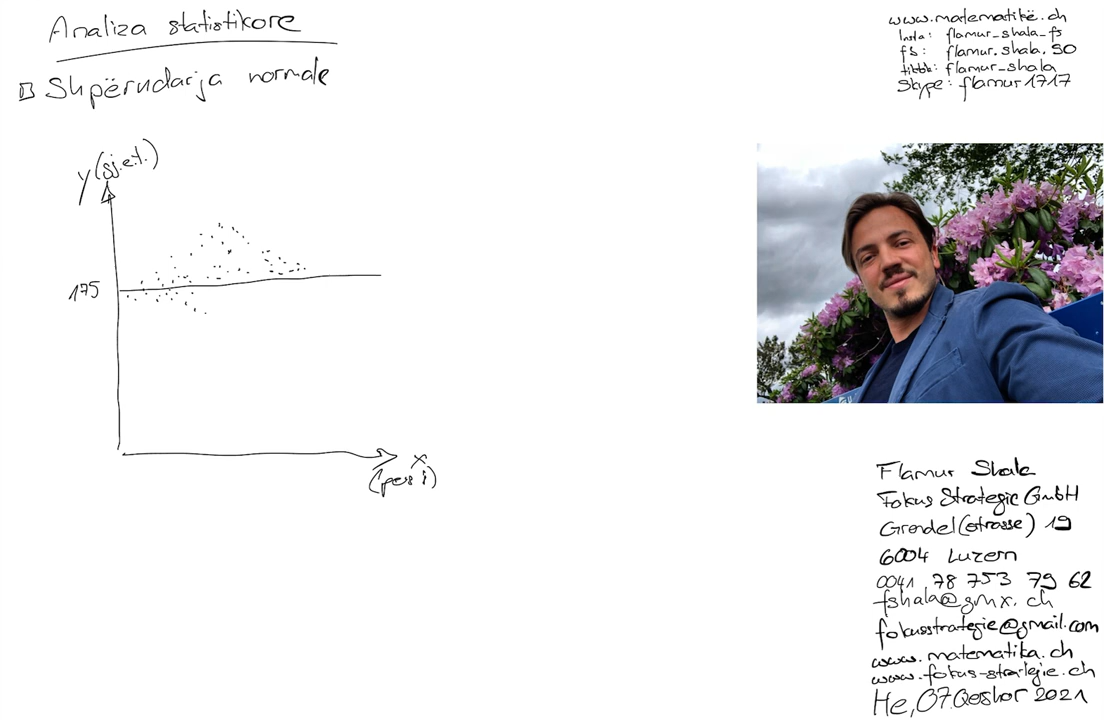 Analiza statistikore
Shpërndarja normale
y (sj.e.t.)
175
x
(pers i)
www.matematikë.ch
Insta: flamur_shala_fs
fb: flamur.shala.50
tiktok: flamur_shala
Skype: flamur1717
Flamur Shala
Fokus Strategie GmbH
Grendel(strasse) 19
6004 Luzern
0041 78 753 79 62
fshala@gmx.ch
fokusstrategie@gmail.com
www.matematika.ch
www.fokus-strategie.ch
He, 07.Qeshor 2021